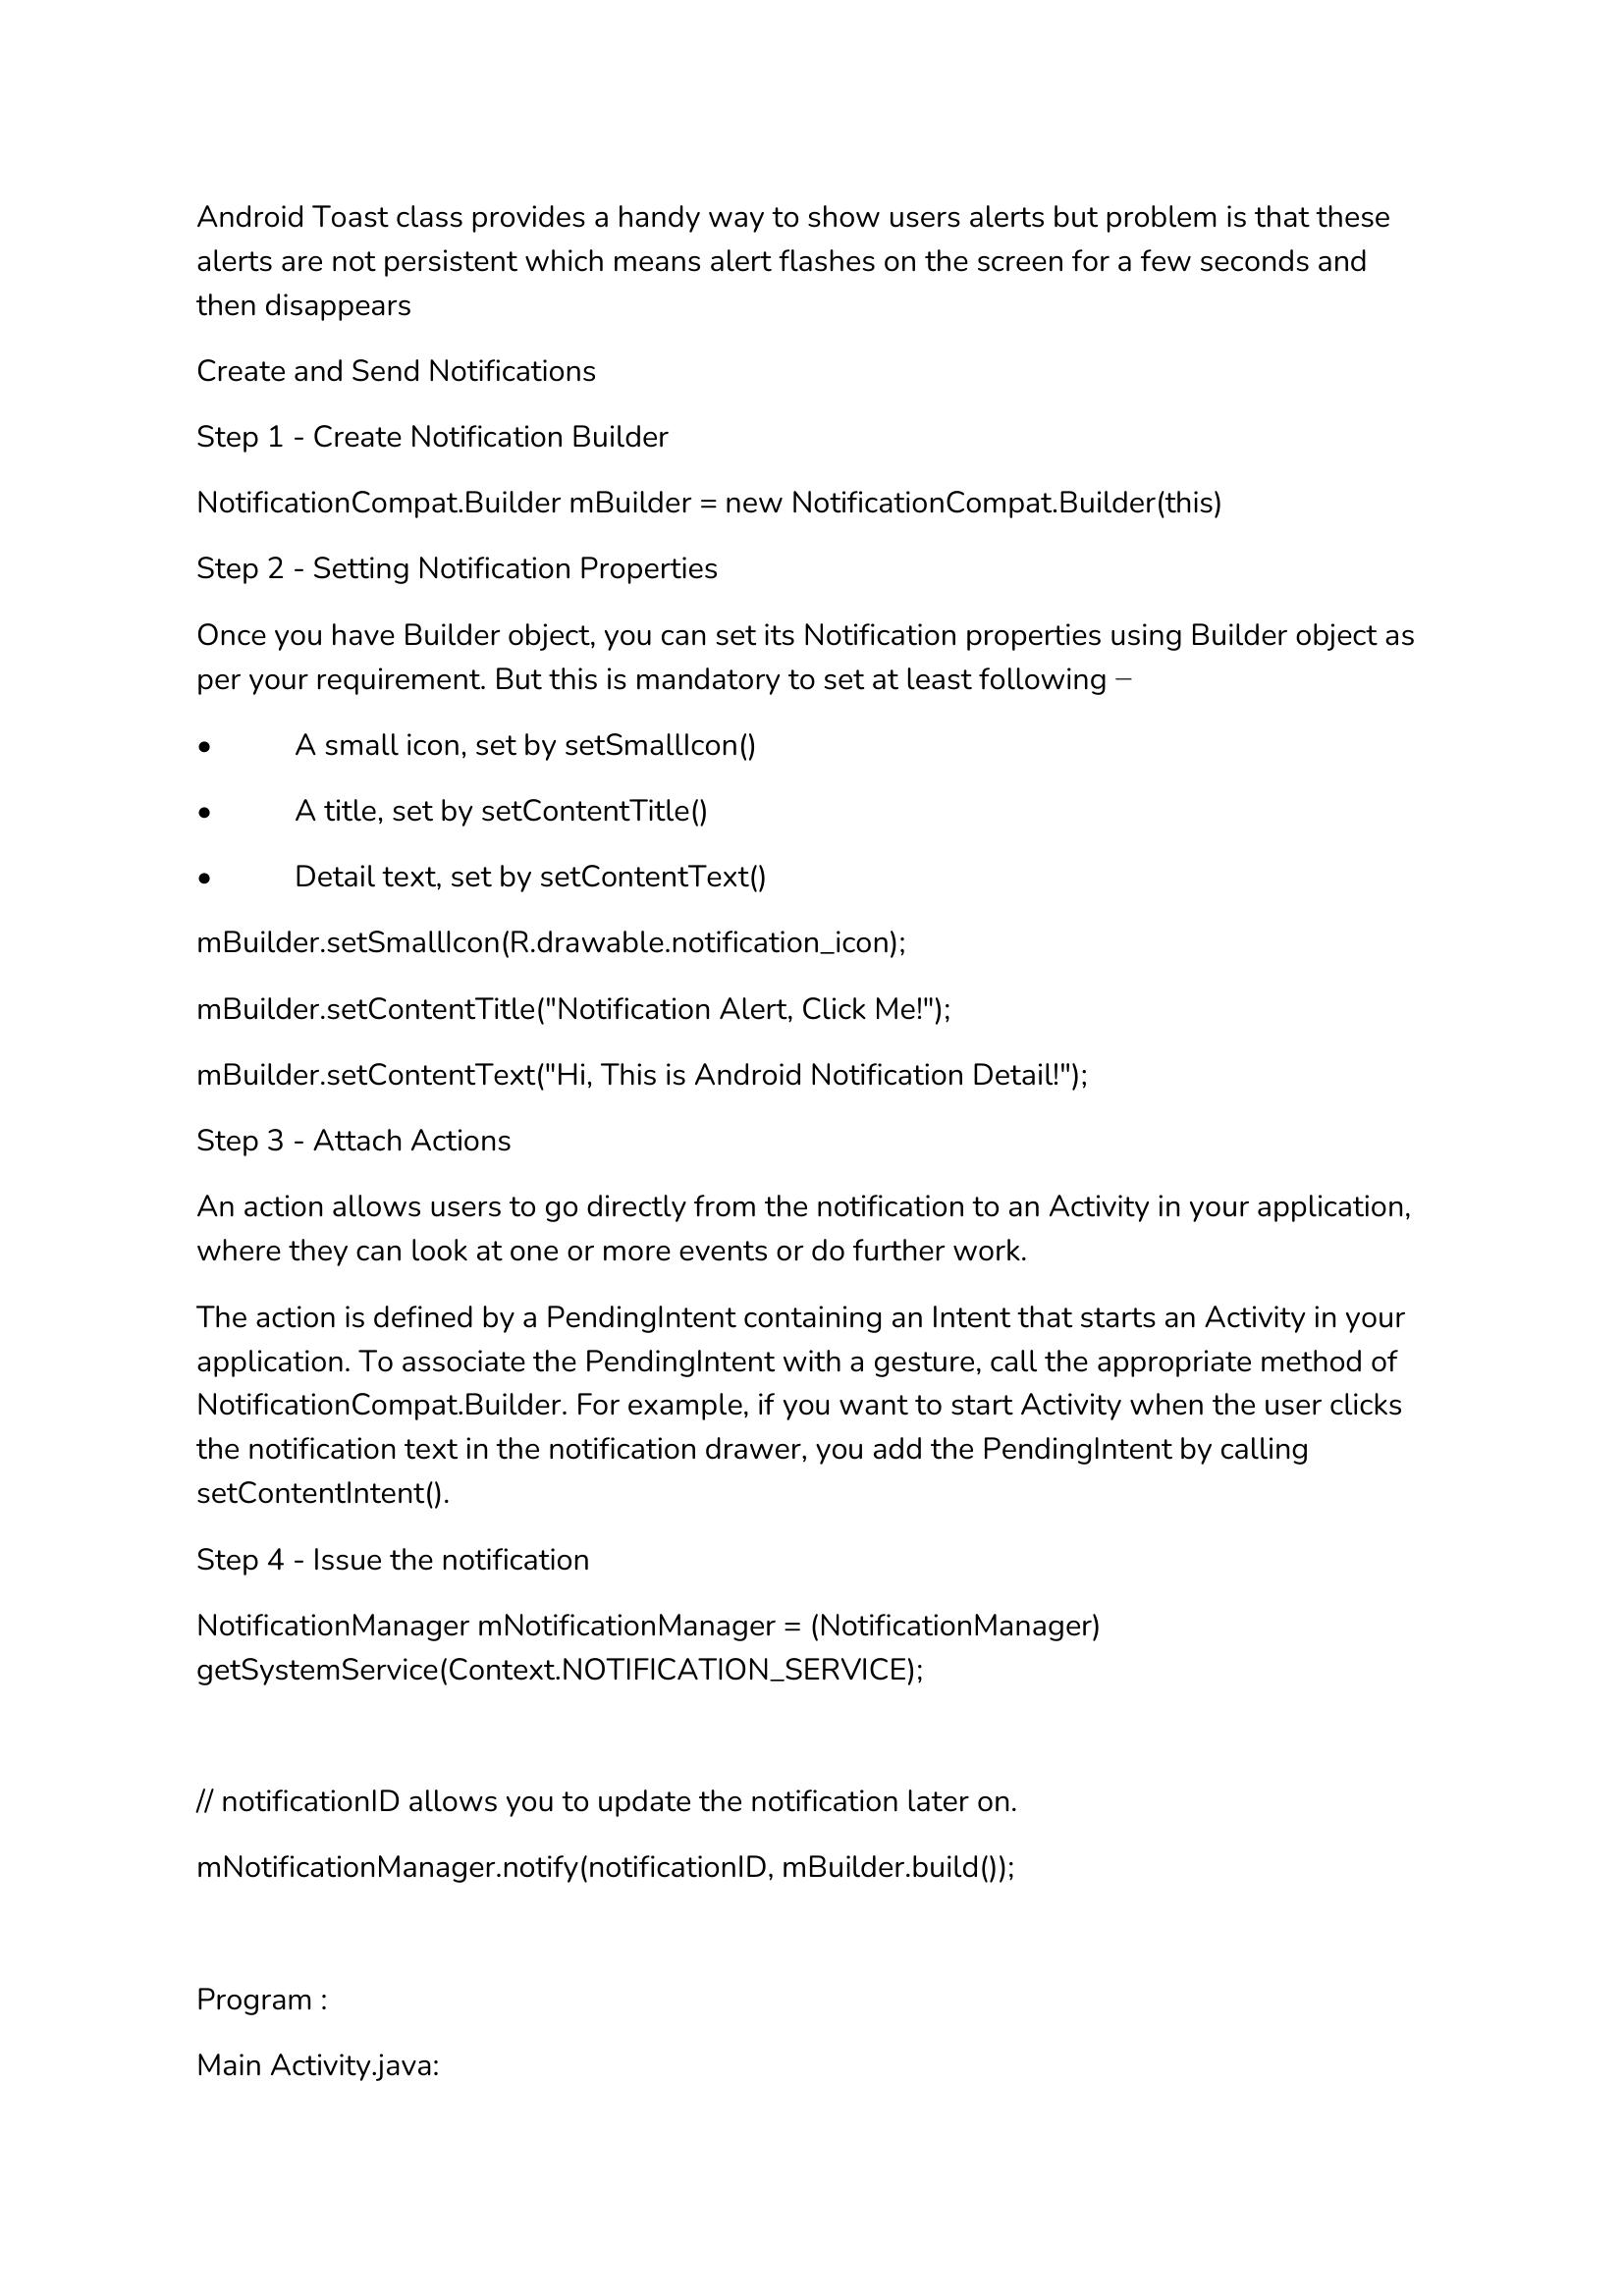 Android Toast class provides a handy way to show users alerts but problem is that these
alerts are not persistent which means alert flashes on the screen for a few seconds and
then disappears
Create and Send Notifications
Step 1 - Create Notification Builder
NotificationCompat.Builder mBuilder = new NotificationCompat.Builder(this)
Step 2 - Setting Notification Properties
Once you have Builder object, you can set its Notification properties using Builder object as
per your requirement. But this is mandatory to set at least following −
• A small icon, set by setSmallIcon()
• A title, set by setContentTitle()
• Detail text, set by setContentText()
mBuilder.setSmallIcon(R.drawable.notification_icon);
mBuilder.setContentTitle("Notification Alert, Click Me!");
mBuilder.setContentText("Hi, This is Android Notification Detail!");
Step 3 - Attach Actions
An action allows users to go directly from the notification to an Activity in your application,
where they can look at one or more events or do further work.
The action is defined by a PendingIntent containing an Intent that starts an Activity in your
application. To associate the PendingIntent with a gesture, call the appropriate method of
NotificationCompat.Builder. For example, if you want to start Activity when the user clicks
the notification text in the notification drawer, you add the PendingIntent by calling
setContentIntent().
Step 4 - Issue the notification
NotificationManager mNotificationManager = (NotificationManager)
getSystemService(Context.NOTIFICATION_SERVICE);
// notificationID allows you to update the notification later on.
mNotificationManager.notify(notificationID, mBuilder.build());
Program :
Main Activity.java: